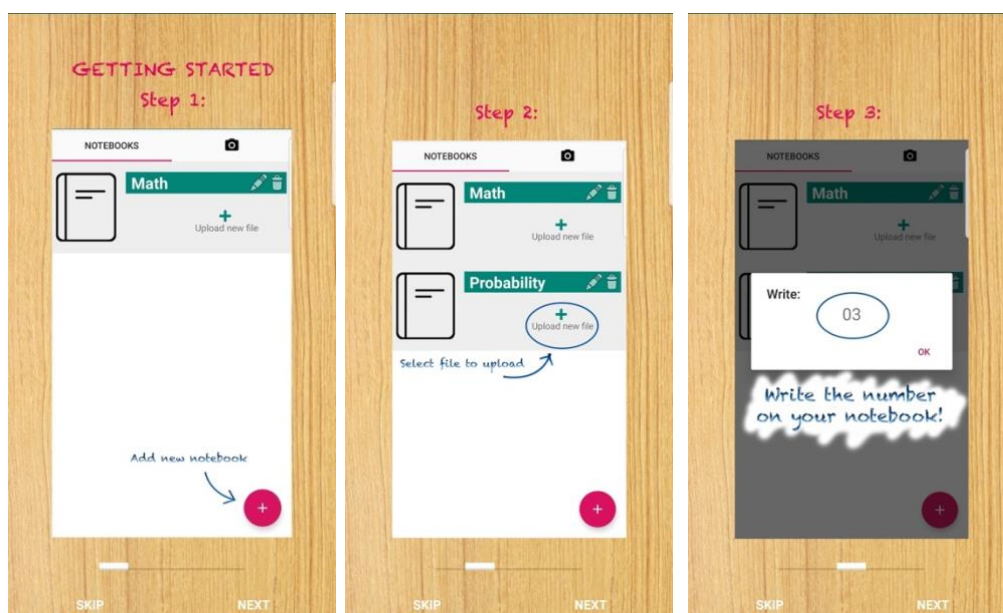 GETTING STARTED
Step 1:
NOTEBOOKS
Math
Upload new file
Add new notebook
SKIP
NEXT
Step 2:
NOTEBOOKS
Math
Upload new file
Probability
Upload new file
Select file to upload
SKIP
NEXT
Step 3:
NOTEBOOKS
Math
Upload new file
Write:
03
OK
Write the number
on your notebook!
SKIP
NEXT